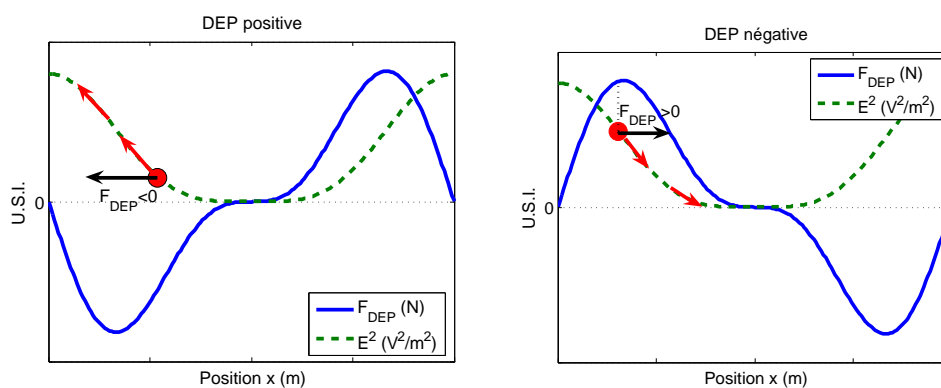 DEP positive
U.S.I.
0
F_DEP<0
F_DEP (N)
E² (V²/m²)
Position x (m)
DEP négative
U.S.I.
0
F_DEP>0
F_DEP (N)
E² (V²/m²)
Position x (m)